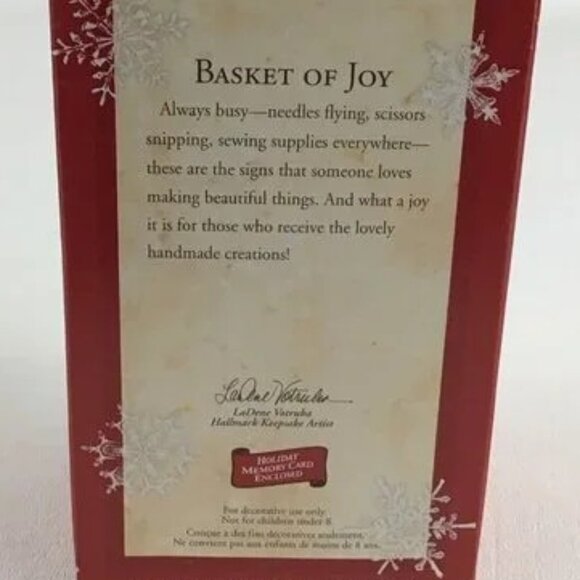 BASKET OF JOY
Always busy—needles flying, scissors
snipping, sewing supplies everywhere—
these are the signs that someone loves
making beautiful things. And what a joy
it is for those who receive the lovely
handmade creations!
LaDene Votruba
LaDene Votruba
Hallmark Keepsake Artist
HOLIDAY
MEMORY CARD
ENCLOSED
For decorative use only.
Not for children under 8.
Conçue à des fins décoratives seulement.
Ne convient pas aux enfants de moins de 8 ans.